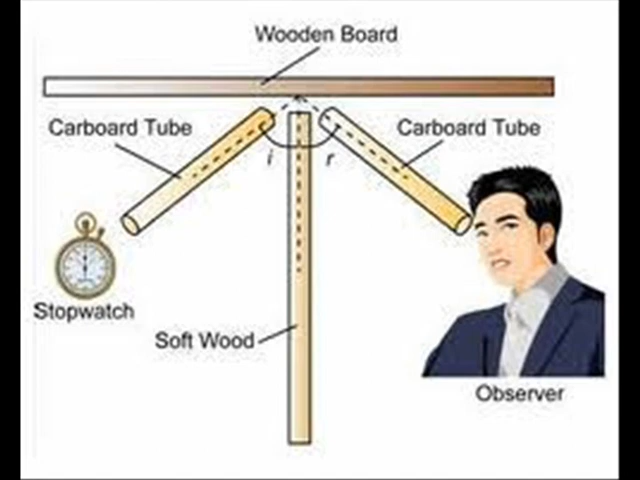 Wooden Board
Carboard Tube
Carboard Tube
i
r
Stopwatch
Soft Wood
Observer